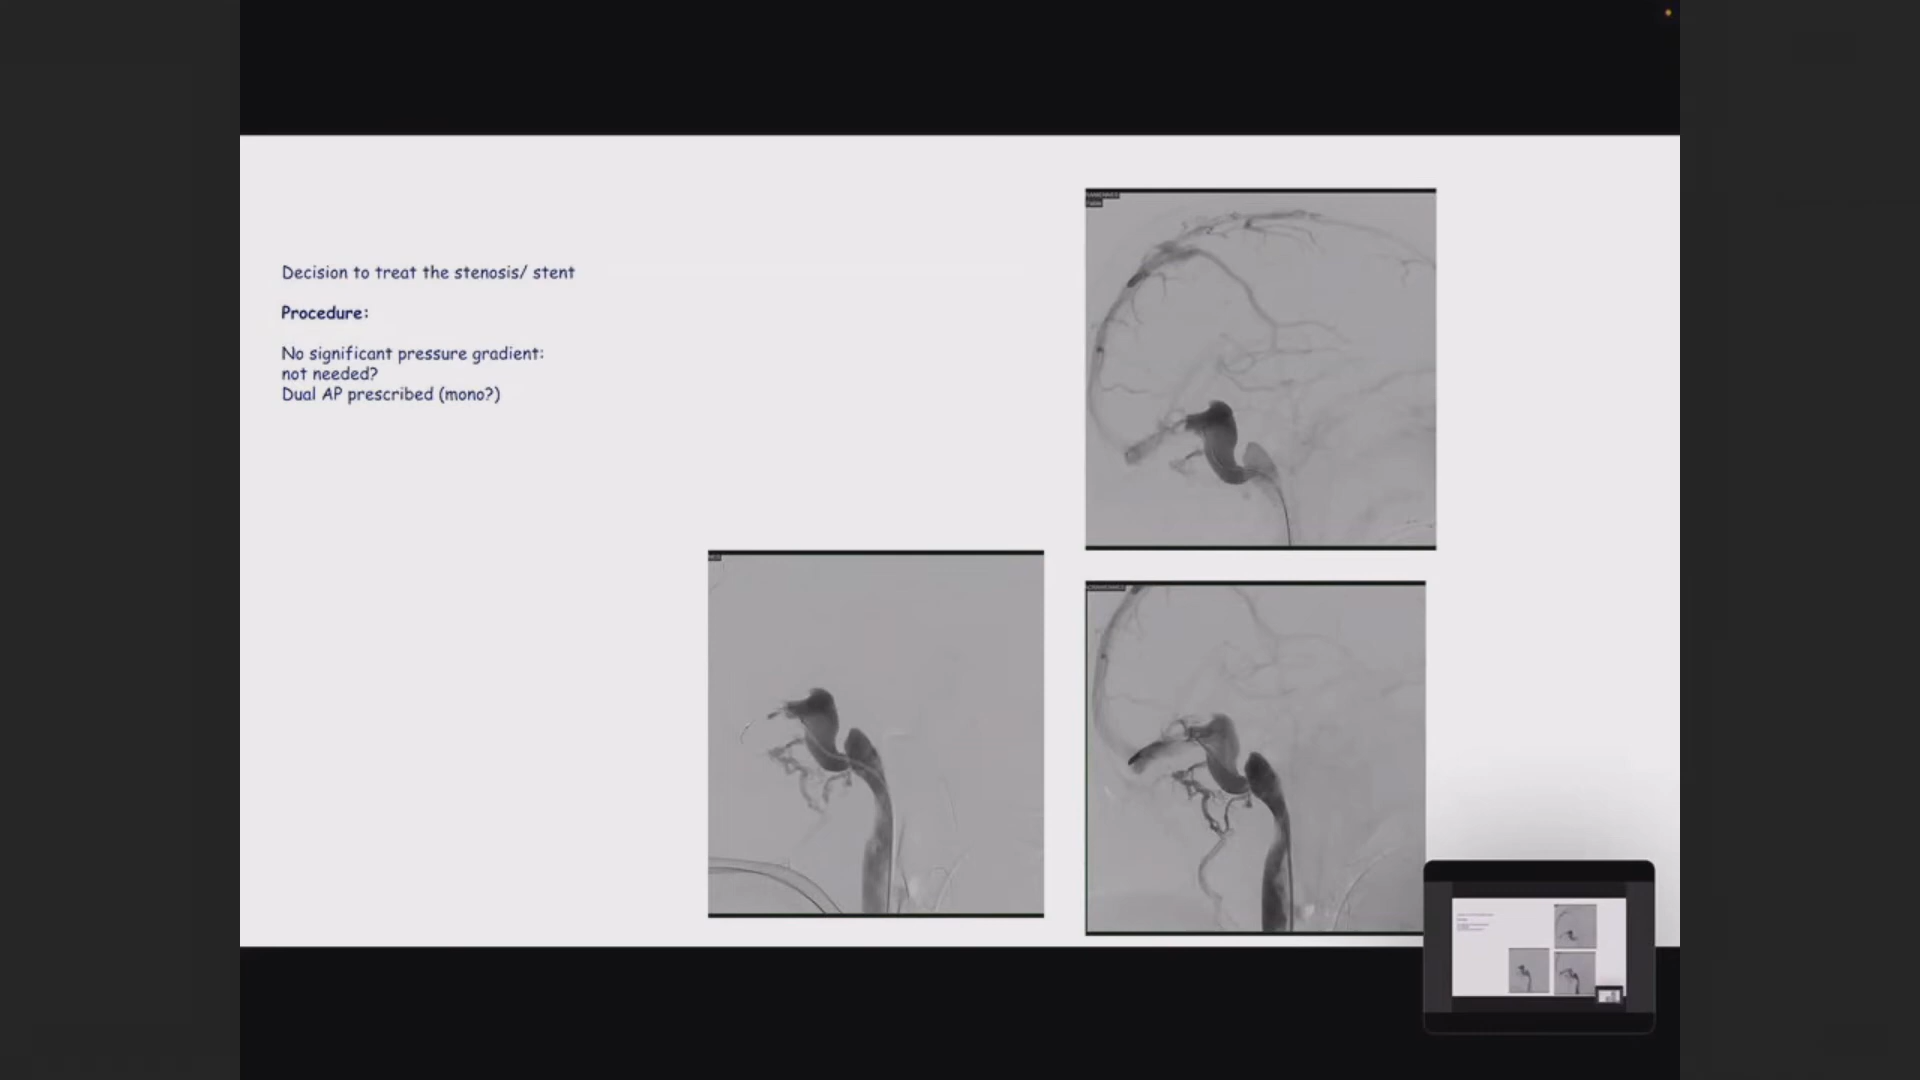 Decision to treat the stenosis/ stent
Procedure:
No significant pressure gradient:
not needed?
Dual AP prescribed (mono?)